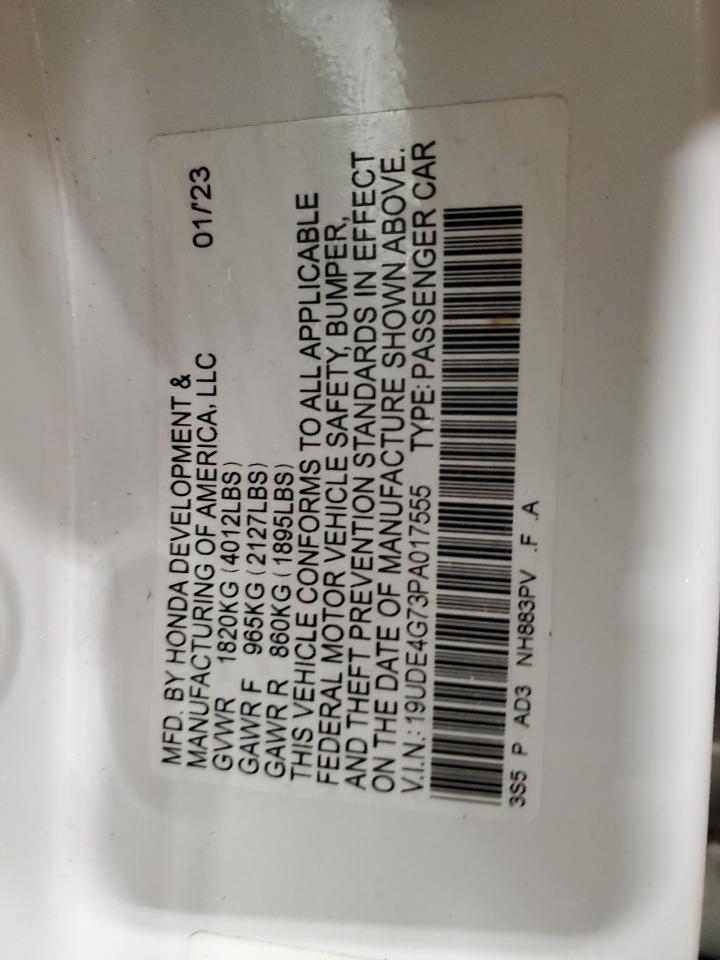 MFD. BY HONDA DEVELOPMENT &
MANUFACTURING OF AMERICA, LLC 01/'23
GVWR 1820KG (4012LBS)
GAWR F 965KG (2127LBS)
GAWR R 860KG (1895LBS)
THIS VEHICLE CONFORMS TO ALL APPLICABLE
FEDERAL MOTOR VEHICLE SAFETY, BUMPER,
AND THEFT PREVENTION STANDARDS IN EFFECT
ON THE DATE OF MANUFACTURE SHOWN ABOVE.
V.I.N.: 19UDE4G73PA017555 TYPE: PASSENGER CAR
3S5 P AD3 NH883PV .F .A